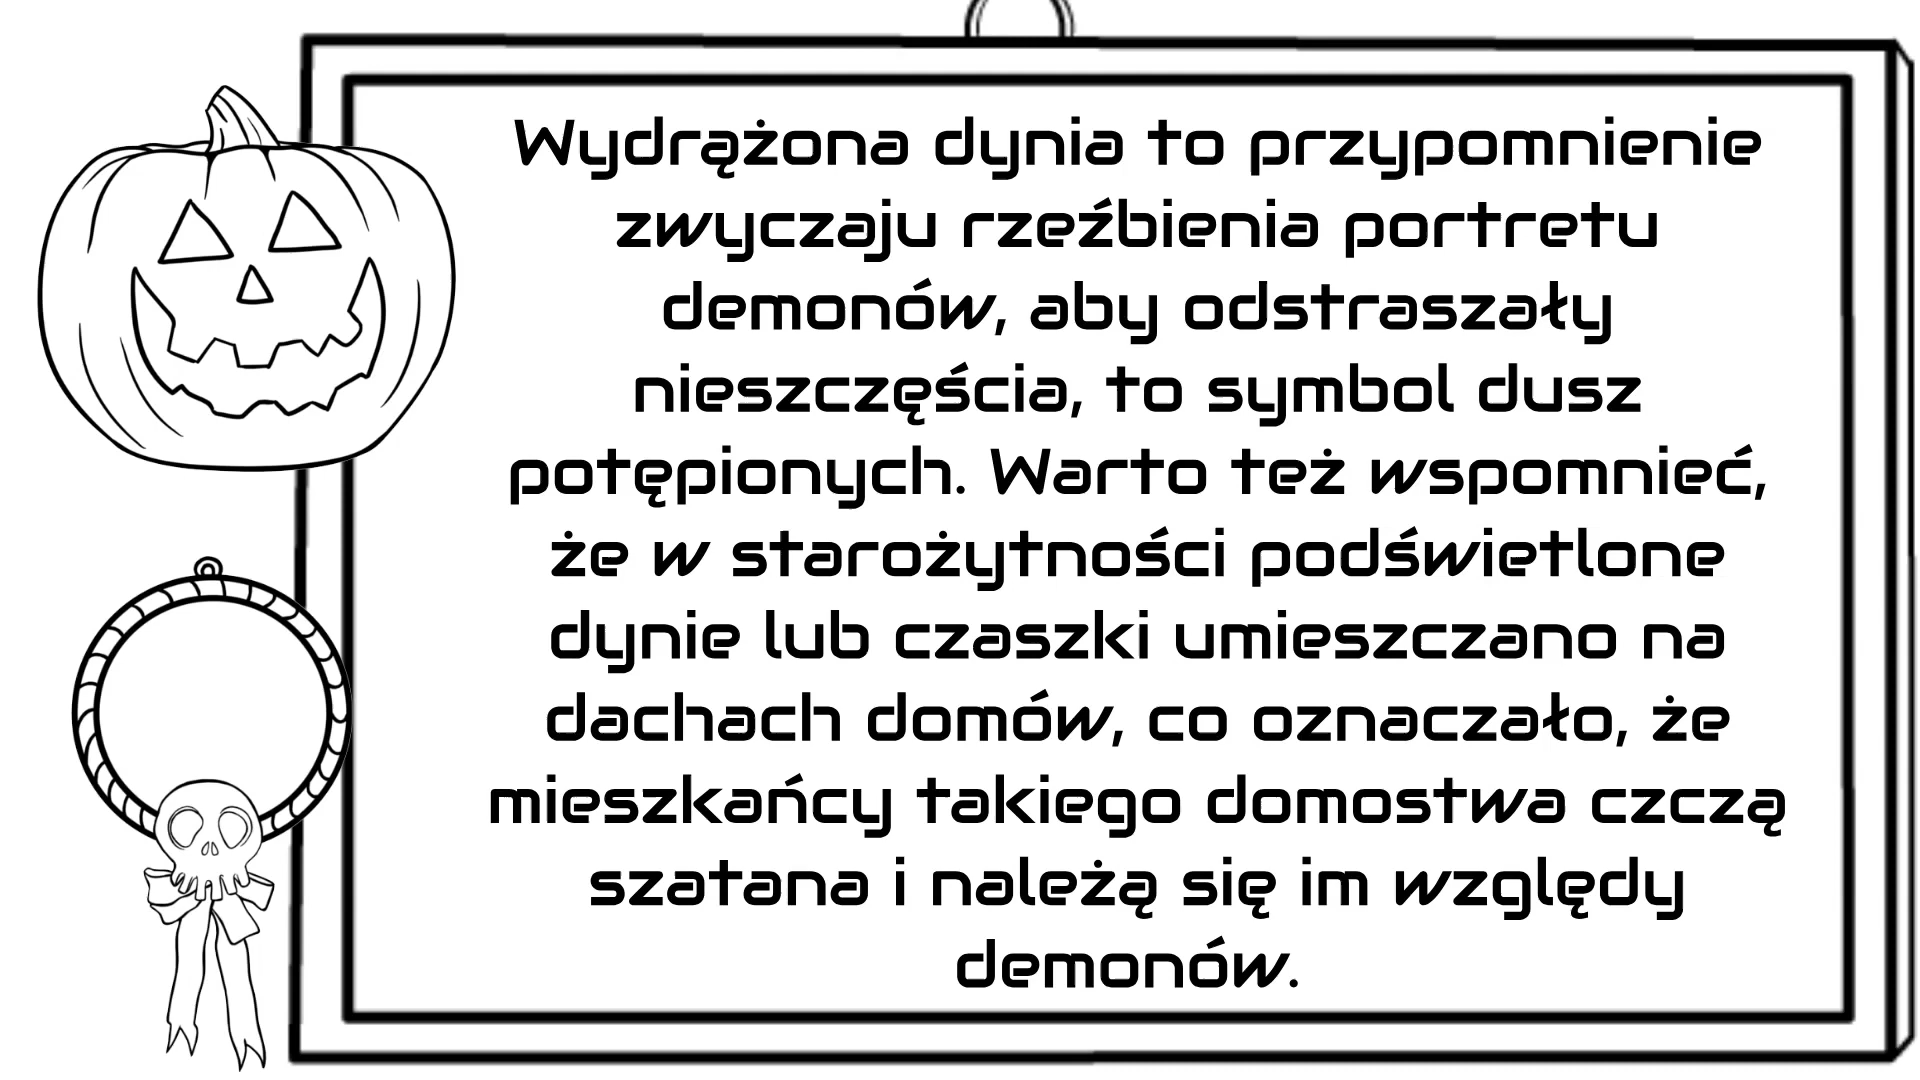 Wydrążona dynia to przypomnienie
zwyczaju rzeźbienia portretu
demonów, aby odstraszały
nieszczęścia, to symbol dusz
potępionych. Warto też wspomnieć,
że w starożytności podświetlone
dynie lub czaszki umieszczano na
dachach domów, co oznaczało, że
mieszkańcy takiego domostwa czczą
szatana i należą się im względy
demonów.